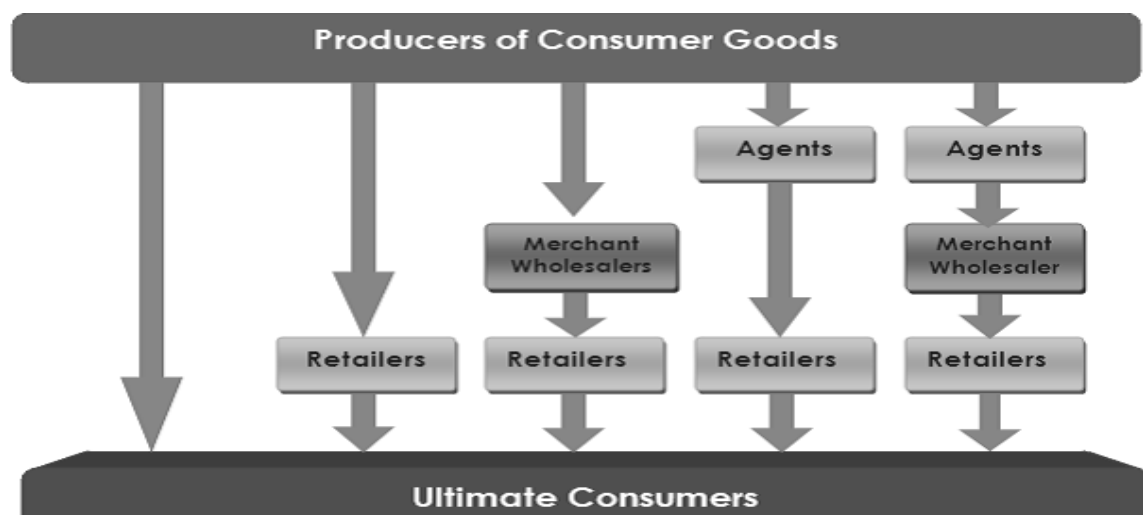 Producers of Consumer Goods
Agents
Agents
Merchant
Wholesalers
Merchant
Wholesaler
Retailers
Retailers
Retailers
Retailers
Ultimate Consumers